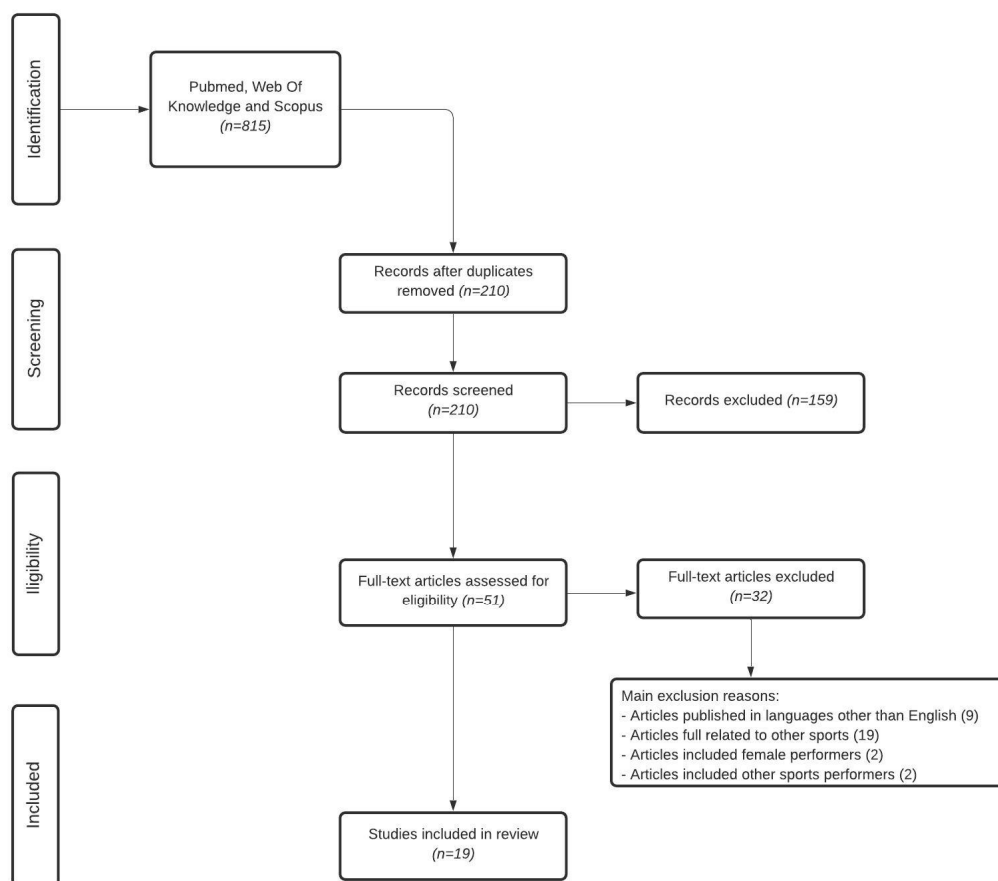 Identification
Pubmed, Web Of
Knowledge and Scopus
(n=815)
Screening
Records after duplicates
removed (n=210)
Records screened
(n=210)
Records excluded (n=159)
Iligibility
Full-text articles assessed for
eligibility (n=51)
Full-text articles excluded
(n=32)
Main exclusion reasons:
- Articles published in languages other than English (9)
- Articles full related to other sports (19)
- Articles included female performers (2)
- Articles included other sports performers (2)
Included
Studies included in review
(n=19)